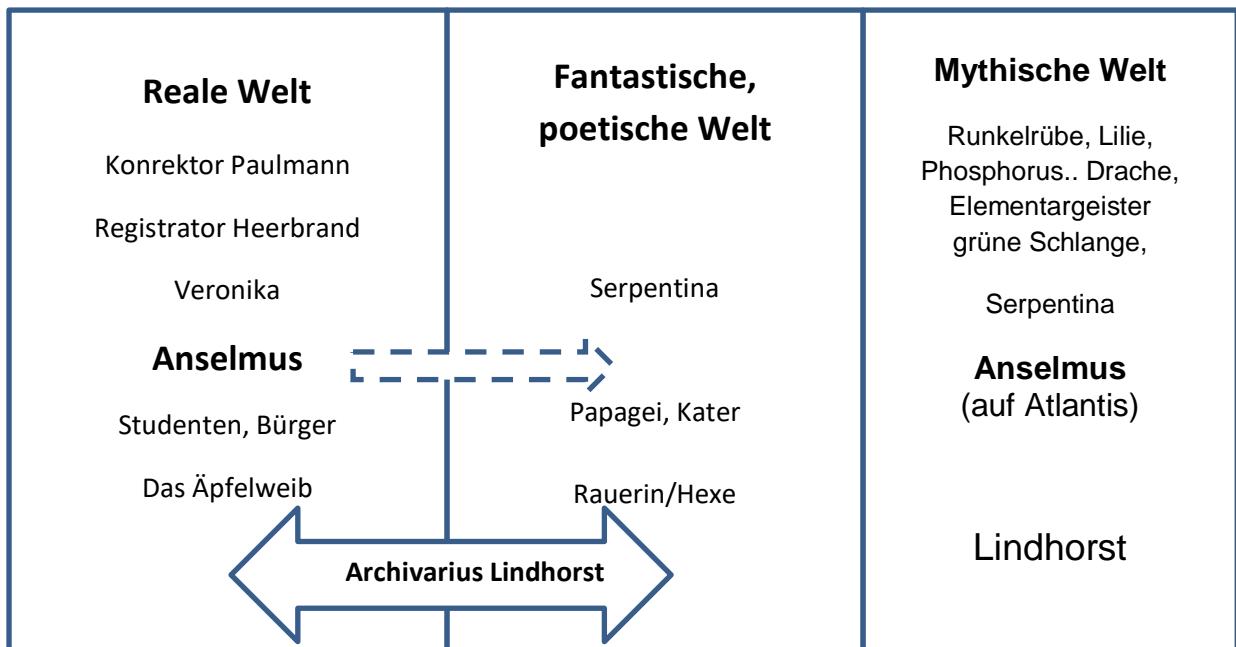 Reale Welt
Konrektor Paulmann
Registrator Heerbrand
Veronika
Anselmus
Studenten, Bürger
Das Äpfelweib
Fantastische,
poetische Welt
Serpentina
Papagei, Kater
Rauerin/Hexe
Archivarius Lindhorst
Mythische Welt
Runkelrübe, Lilie,
Phosphorus.. Drache,
Elementargeister
grüne Schlange,
Serpentina
Anselmus
(auf Atlantis)
Lindhorst